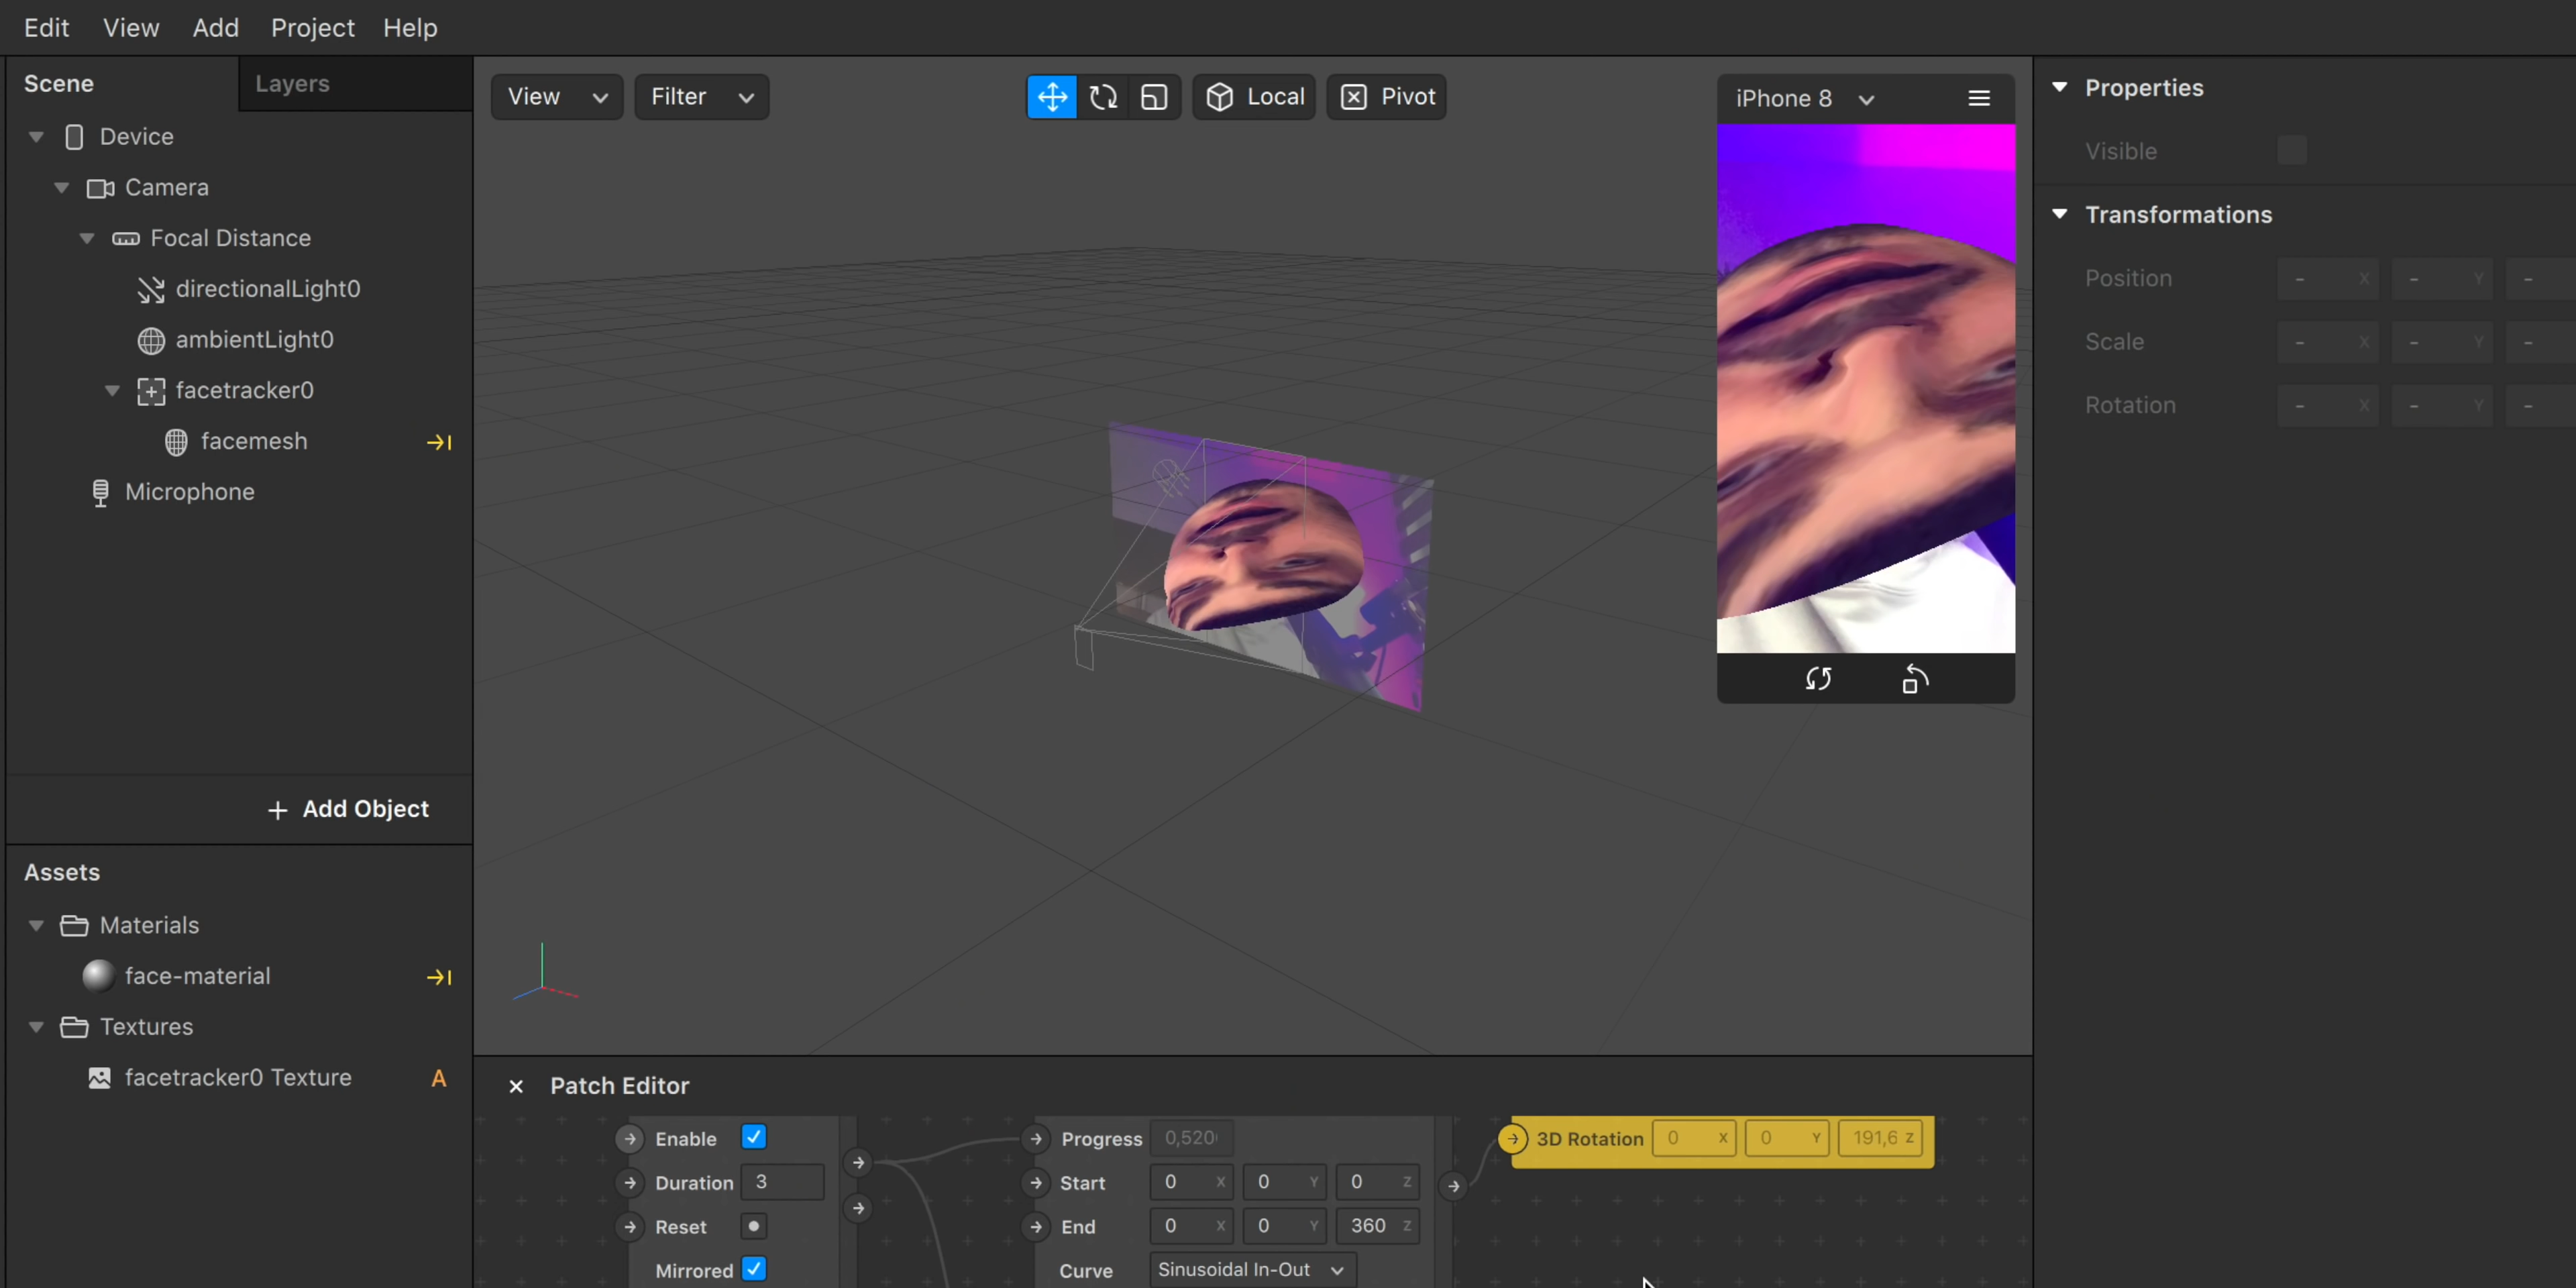 Edit View Add Project Help
Scene Layers
Device
Camera
Focal Distance
directionalLight0
ambientLight0
facetracker0
facemesh
Microphone
+ Add Object
Assets
Materials
face-material
Textures
facetracker0 Texture A
View Filter Local Pivot
iPhone 8
Properties
Visible
Transformations
Position - X - Y -
Scale - X - Y -
Rotation - X - Y -
Patch Editor
Enable
Duration 3
Reset
Mirrored
Progress 0,520
Start 0 X 0 Y 0 Z
End 0 X 0 Y 360 Z
Curve Sinusoidal In-Out
3D Rotation 0 X 0 Y 191,6 Z